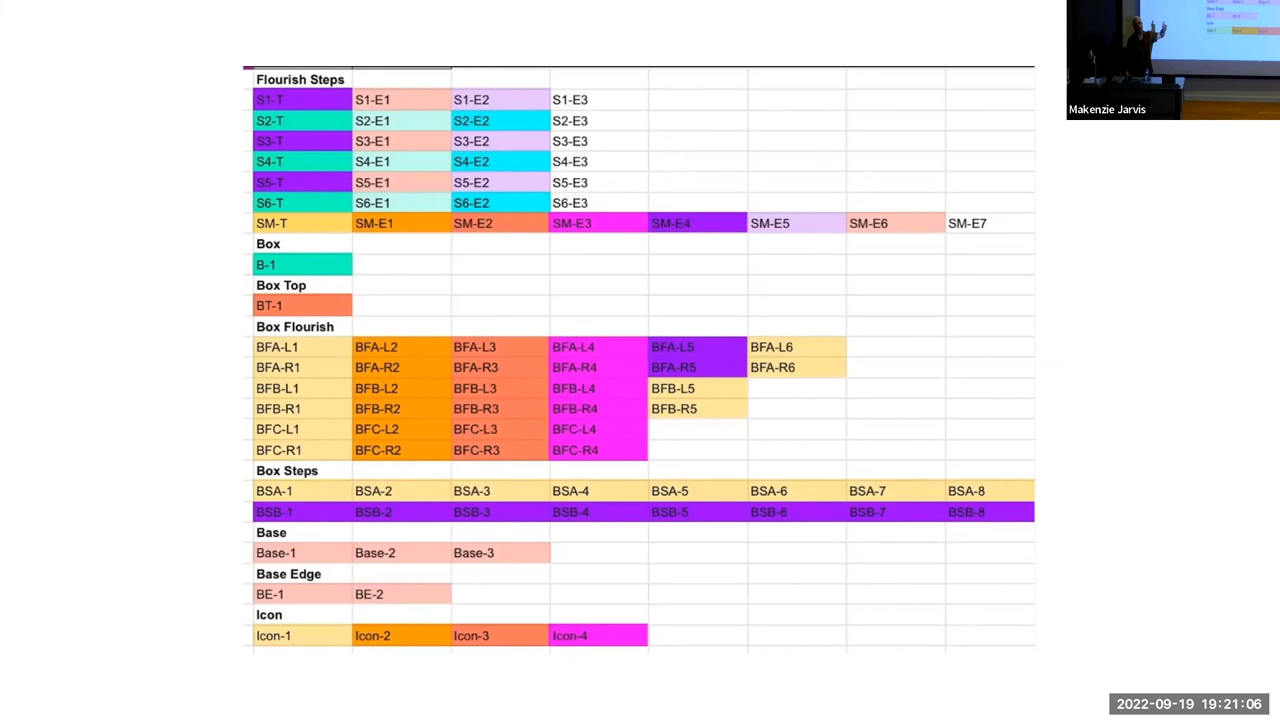 Flourish Steps
S1-T S1-E1 S1-E2 S1-E3
S2-T S2-E1 S2-E2 S2-E3
S3-T S3-E1 S3-E2 S3-E3
S4-T S4-E1 S4-E2 S4-E3
S5-T S5-E1 S5-E2 S5-E3
S6-T S6-E1 S6-E2 S6-E3
SM-T SM-E1 SM-E2 SM-E3 SM-E4 SM-E5 SM-E6 SM-E7
Box
B-1
Box Top
BT-1
Box Flourish
BFA-L1 BFA-L2 BFA-L3 BFA-L4 BFA-L5 BFA-L6
BFA-R1 BFA-R2 BFA-R3 BFA-R4 BFA-R5 BFA-R6
BFB-L1 BFB-L2 BFB-L3 BFB-L4 BFB-L5
BFB-R1 BFB-R2 BFB-R3 BFB-R4 BFB-R5
BFC-L1 BFC-L2 BFC-L3 BFC-L4
BFC-R1 BFC-R2 BFC-R3 BFC-R4
Box Steps
BSA-1 BSA-2 BSA-3 BSA-4 BSA-5 BSA-6 BSA-7 BSA-8
BSB-1 BSB-2 BSB-3 BSB-4 BSB-5 BSB-6 BSB-7 BSB-8
Base
Base-1 Base-2 Base-3
Base Edge
BE-1 BE-2
Icon
Icon-1 Icon-2 Icon-3 Icon-4
Makenzie Jarvis
2022-09-19 19:21:06